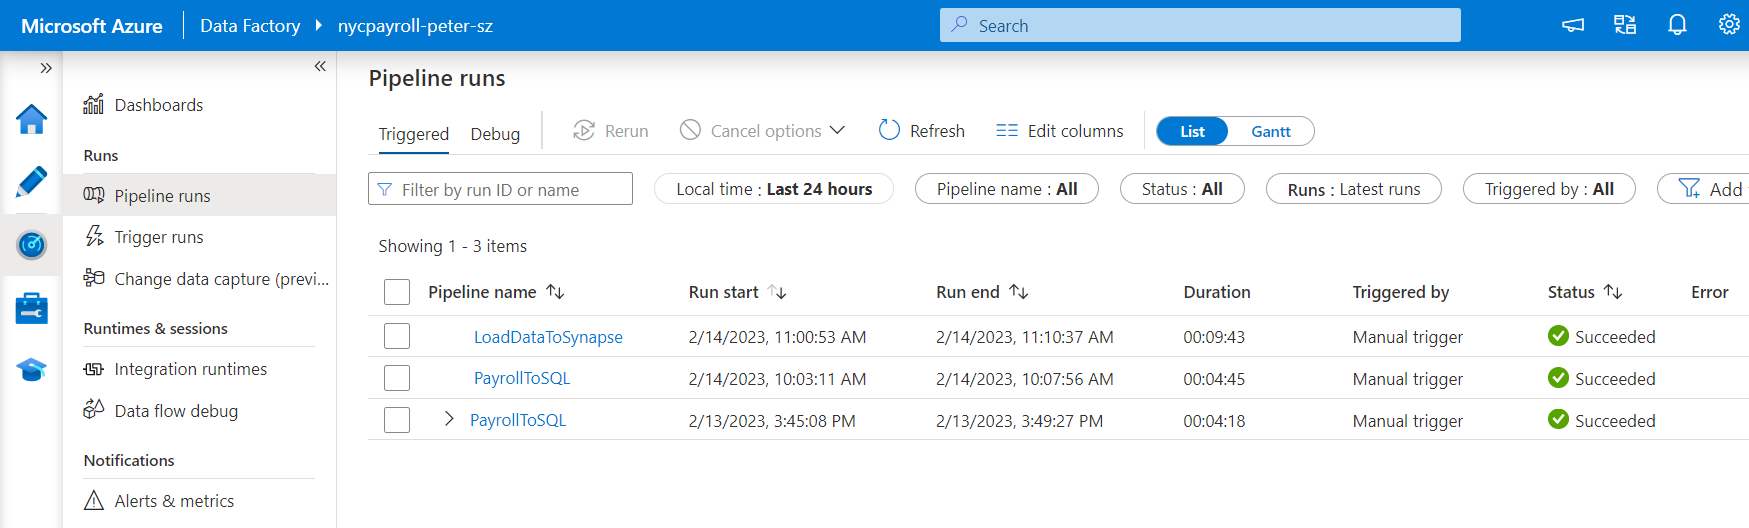 Microsoft Azure Data Factory nycpayroll-peter-sz Search
Dashboards
Runs
Pipeline runs
Trigger runs
Change data capture (previ...
Runtimes & sessions
Integration runtimes
Data flow debug
Notifications
Alerts & metrics
Pipeline runs
Triggered Debug Rerun Cancel options Refresh Edit columns List Gantt
Filter by run ID or name Local time : Last 24 hours Pipeline name : All Status : All Runs : Latest runs Triggered by : All Add
Showing 1 - 3 items
Pipeline name Run start Run end Duration Triggered by Status Error
LoadDataToSynapse 2/14/2023, 11:00:53 AM 2/14/2023, 11:10:37 AM 00:09:43 Manual trigger Succeeded
PayrollToSQL 2/14/2023, 10:03:11 AM 2/14/2023, 10:07:56 AM 00:04:45 Manual trigger Succeeded
PayrollToSQL 2/13/2023, 3:45:08 PM 2/13/2023, 3:49:27 PM 00:04:18 Manual trigger Succeeded